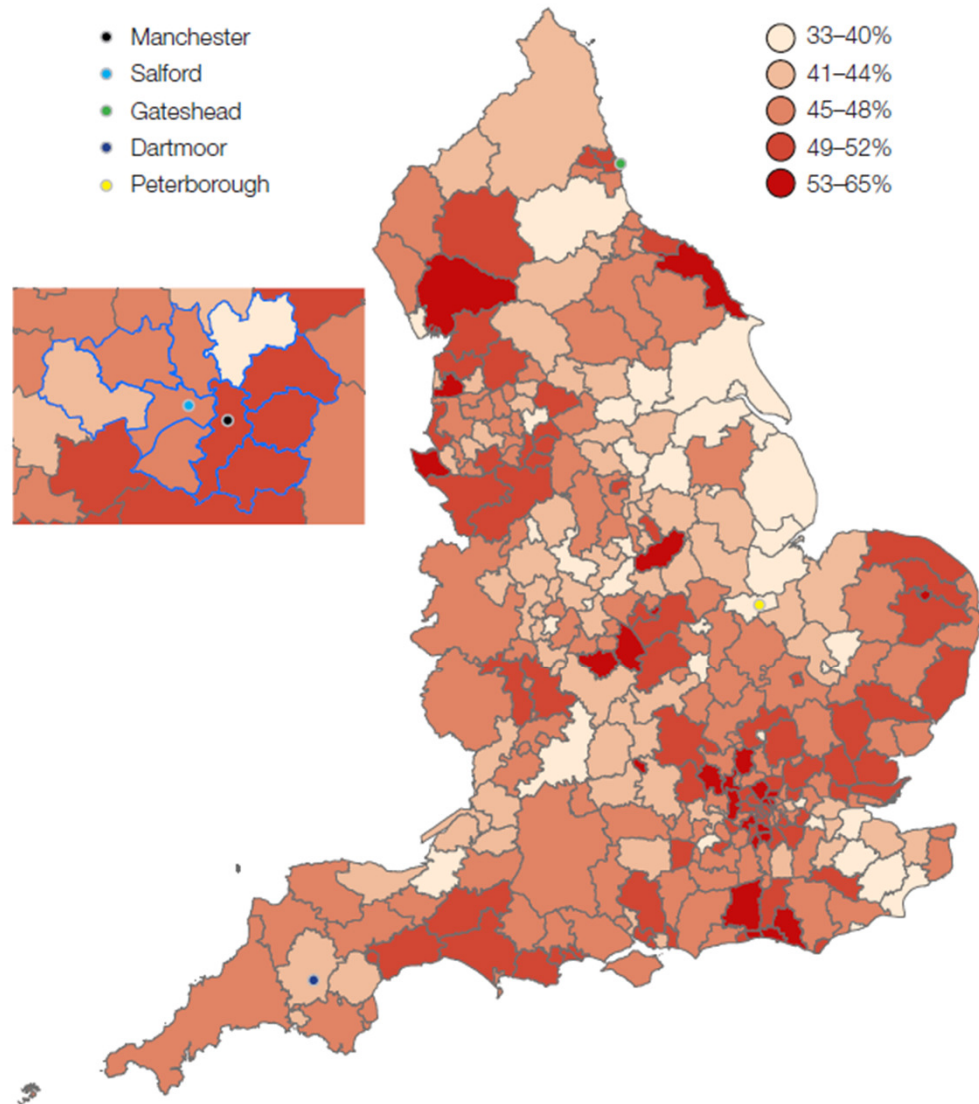 Manchester
Salford
Gateshead
Dartmoor
Peterborough
33–40%
41–44%
45–48%
49–52%
53–65%